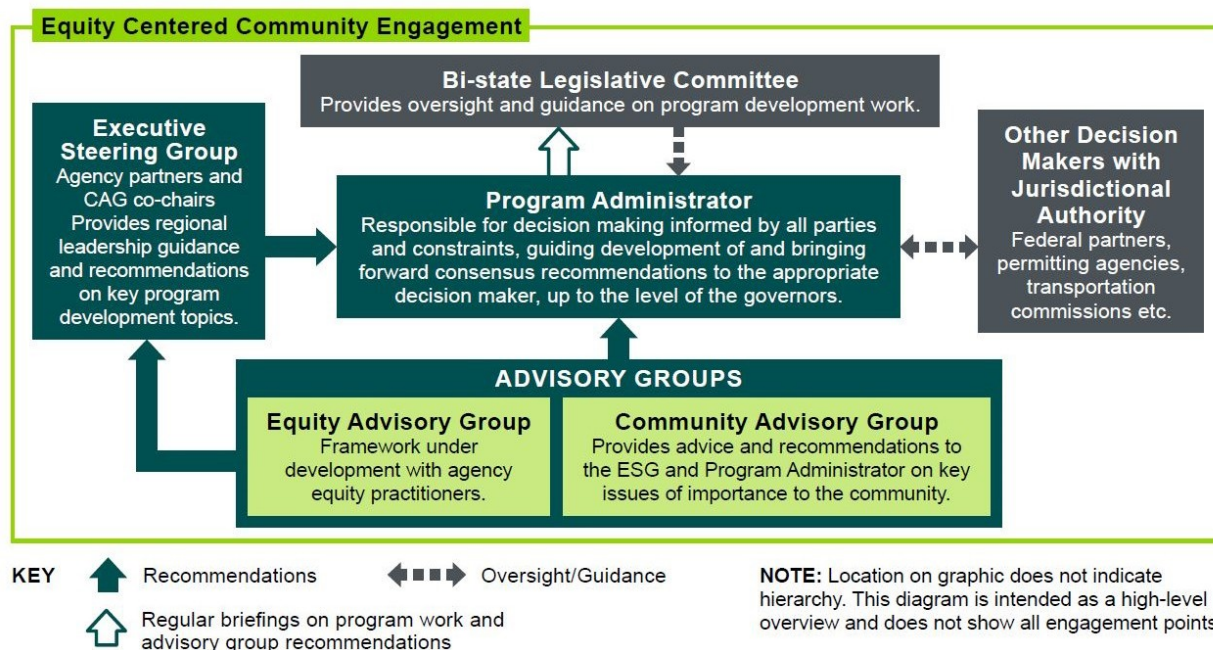 Equity Centered Community Engagement
Bi-state Legislative Committee
Provides oversight and guidance on program development work.
Executive
Steering Group
Agency partners and
CAG co-chairs
Provides regional
leadership guidance
and recommendations
on key program
development topics.
Program Administrator
Responsible for decision making informed by all parties
and constraints, guiding development of and bringing
forward consensus recommendations to the appropriate
decision maker, up to the level of the governors.
Other Decision
Makers with
Jurisdictional
Authority
Federal partners,
permitting agencies,
transportation
commissions etc.
ADVISORY GROUPS
Equity Advisory Group
Framework under
development with agency
equity practitioners.
Community Advisory Group
Provides advice and recommendations to
the ESG and Program Administrator on key
issues of importance to the community.
KEY
Recommendations
Oversight/Guidance
Regular briefings on program work and
advisory group recommendations
NOTE: Location on graphic does not indicate
hierarchy. This diagram is intended as a high-level
overview and does not show all engagement points